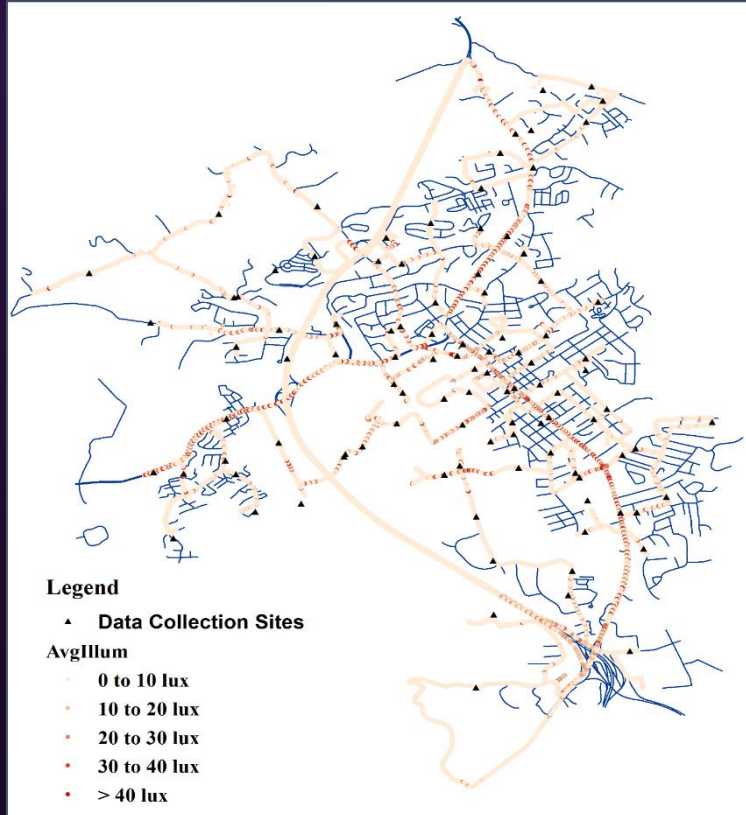 Legend
Data Collection Sites
AvgIllum
0 to 10 lux
10 to 20 lux
20 to 30 lux
30 to 40 lux
> 40 lux